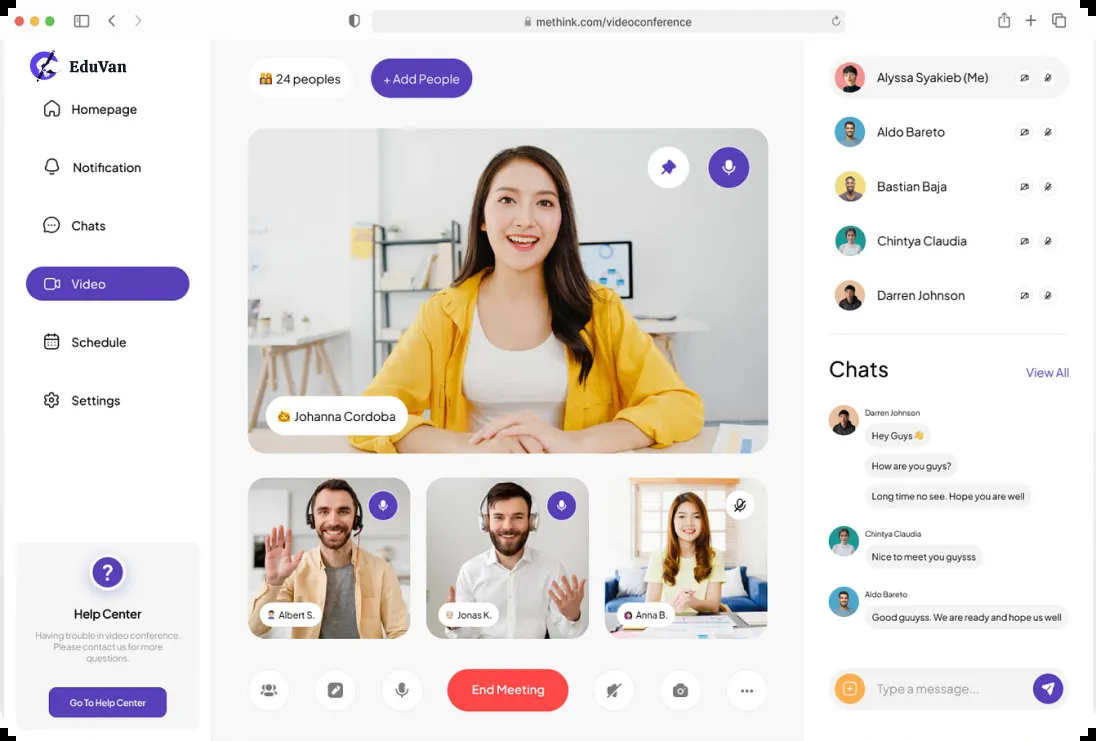 methink.com/videoconference
EduVan
Homepage
Notification
Chats
Video
Schedule
Settings
?
Help Center
Having trouble in video conference.
Please contact us for more
questions.
Go To Help Center
24 peoples
+ Add People
Johanna Cordoba
Albert S.
Jonas K.
Anna B.
End Meeting
Alyssa Syakieb (Me)
Aldo Bareto
Bastian Baja
Chintya Claudia
Darren Johnson
Chats
View All
Darren Johnson
Hey Guys👋
How are you guys?
Long time no see. Hope you are well
Chintya Claudia
Nice to meet you guysss
Aldo Bareto
Good guuyss. We are ready and hope us well
Type a message...